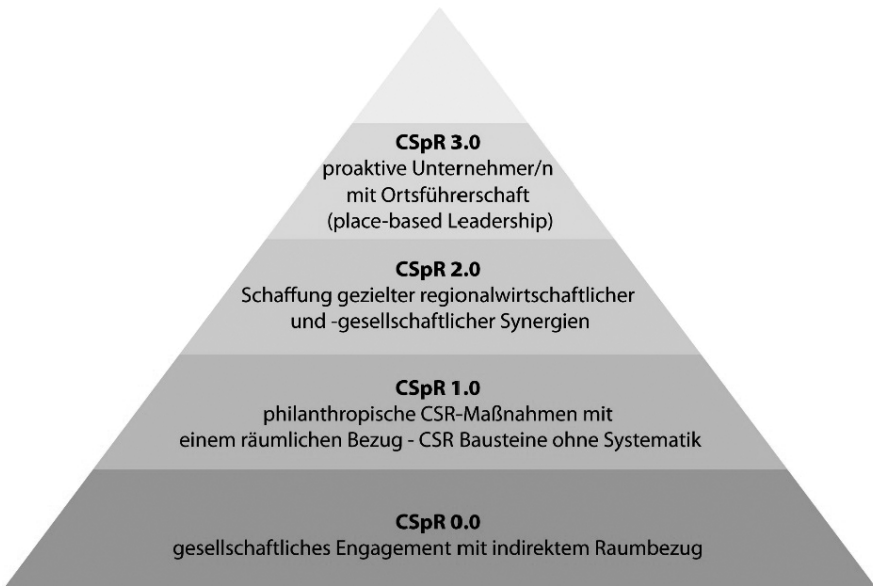 CSpR 3.0
proaktive Unternehmer/n
mit Ortsführerschaft
(place-based Leadership)
CSpR 2.0
Schaffung gezielter regionalwirtschaftlicher
und -gesellschaftlicher Synergien
CSpR 1.0
philanthropische CSR-Maßnahmen mit
einem räumlichen Bezug - CSR Bausteine ohne Systematik
CSpR 0.0
gesellschaftliches Engagement mit indirektem Raumbezug